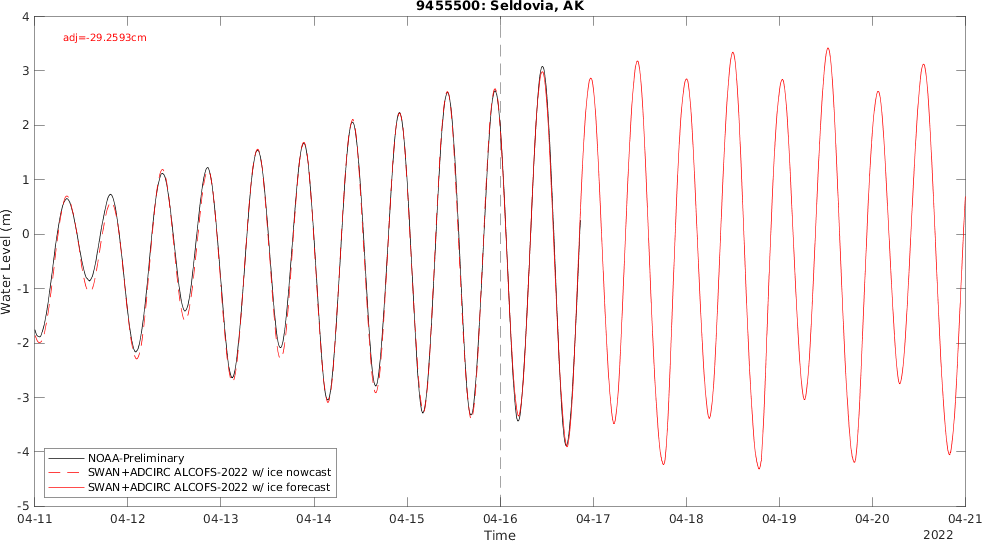 9455500: Seldovia, AK
adj=-29.2593cm
4
3
2
1
0
-1
-2
-3
-4
-5
Water Level (m)
NOAA-Preliminary
SWAN+ADCIRC ALCOFS-2022 w/ ice nowcast
SWAN+ADCIRC ALCOFS-2022 w/ ice forecast
04-11 04-12 04-13 04-14 04-15 04-16 04-17 04-18 04-19 04-20 04-21
Time
2022